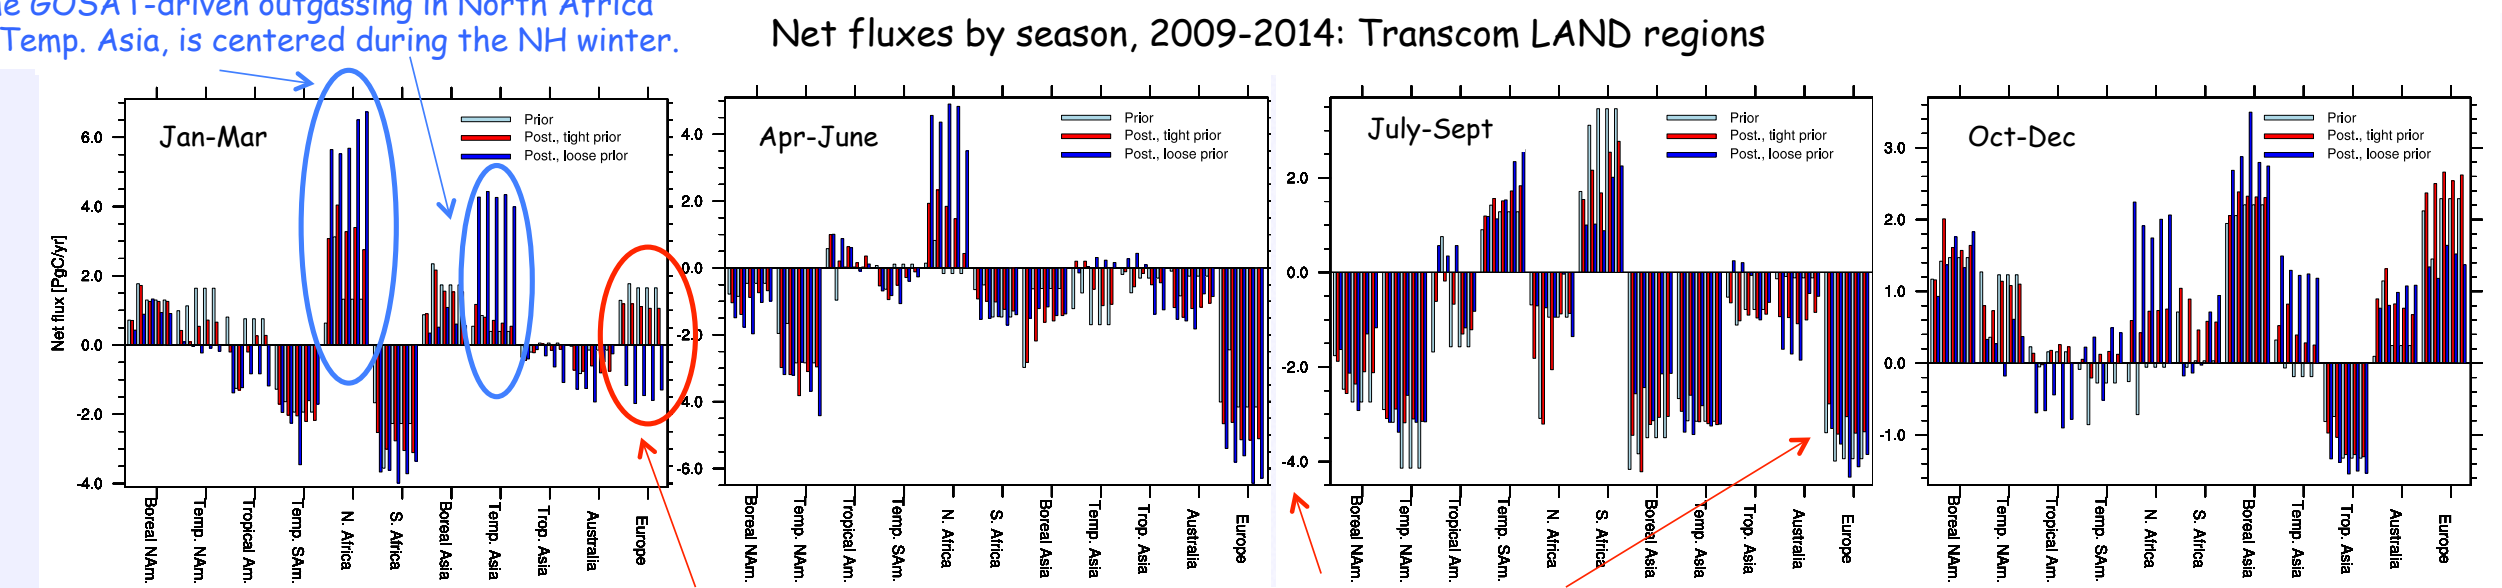 GOSAT-driven outgassing in North Africa
Temp. Asia, is centered during the NH winter.
Net fluxes by season, 2009-2014: Transcom LAND regions
Net flux [PgC/yr]
Jan-Mar
Prior
Post., tight prior
Post., loose prior
6.0
4.0
2.0
0.0
-2.0
-4.0
Boreal NAm.
Temp. NAm.
Tropical Am.
Temp. SAm.
N. Africa
S. Africa
Boreal Asia
Temp. Asia
Trop. Asia
Australia
Europe
Apr-June
Prior
Post., tight prior
Post., loose prior
4.0
2.0
0.0
-2.0
-4.0
-6.0
Boreal NAm.
Temp. NAm.
Tropical Am.
Temp. SAm.
N. Africa
S. Africa
Boreal Asia
Temp. Asia
Trop. Asia
Australia
Europe
July-Sept
Prior
Post., tight prior
Post., loose prior
2.0
0.0
-2.0
-4.0
Boreal NAm.
Temp. NAm.
Tropical Am.
Temp. SAm.
N. Africa
S. Africa
Boreal Asia
Temp. Asia
Trop. Asia
Australia
Europe
Oct-Dec
Prior
Post., tight prior
Post., loose prior
3.0
2.0
1.0
0.0
-1.0
Boreal NAm.
Temp. NAm.
Tropical Am.
Temp. SAm.
N. Africa
S. Africa
Boreal Asia
Temp. Asia
Trop. Asia
Australia
Europe